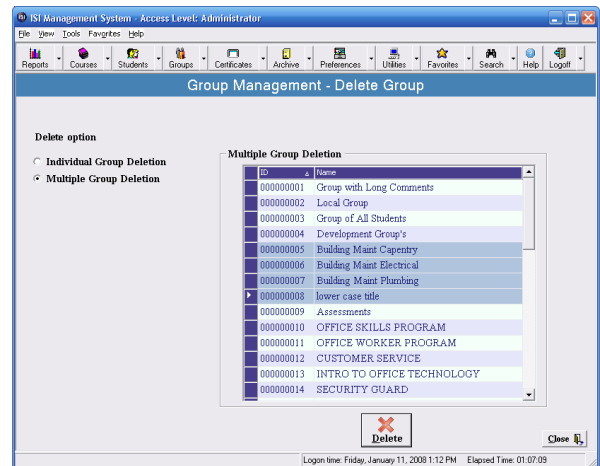 ISI Management System - Access Level: Administrator
File View Tools Favorites Help
Reports Courses Students Groups Certificates Archive Preferences Utilities Favorites Search Help Logoff
Group Management - Delete Group
Delete option
Individual Group Deletion
Multiple Group Deletion
Multiple Group Deletion
ID Name
000000001 Group with Long Comments
000000002 Local Group
000000003 Group of All Students
000000004 Development Group's
000000005 Building Maint Capentry
000000006 Building Maint Electrical
000000007 Building Maint Plumbing
000000008 lower case title
000000009 Assessments
000000010 OFFICE SKILLS PROGRAM
000000011 OFFICE WORKER PROGRAM
000000012 CUSTOMER SERVICE
000000013 INTRO TO OFFICE TECHNOLOGY
000000014 SECURITY GUARD
Delete
Close
Logon time: Friday, January 11, 2008 1:12 PM Elapsed Time: 01:07:09